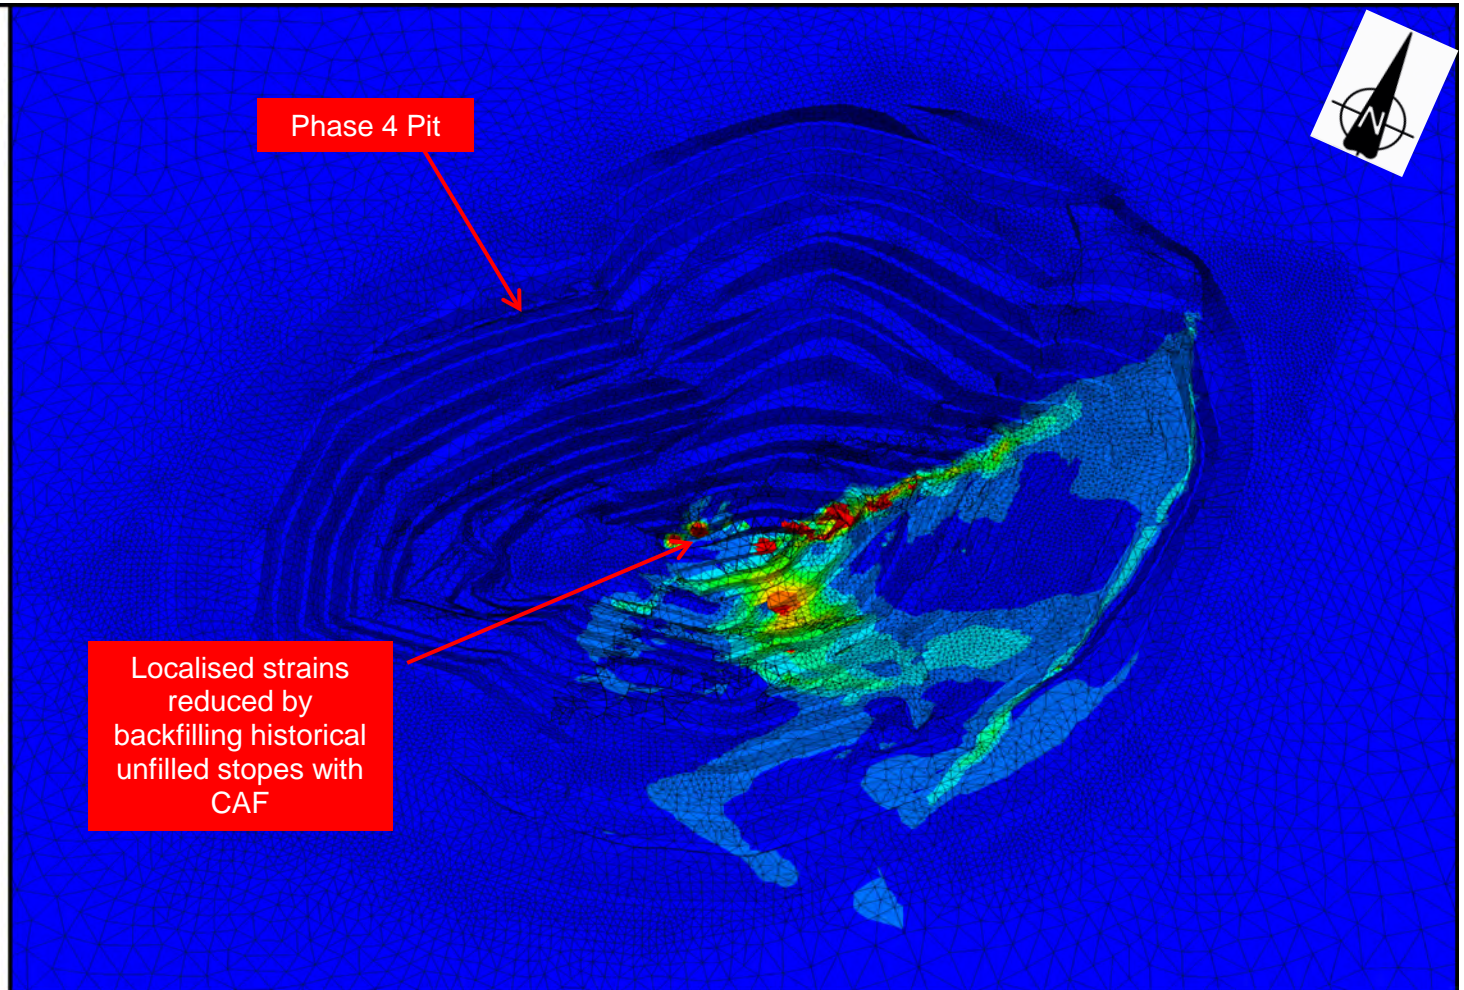 Phase 4 Pit
N
Localised strains
reduced by
backfilling historical
unfilled stopes with
CAF